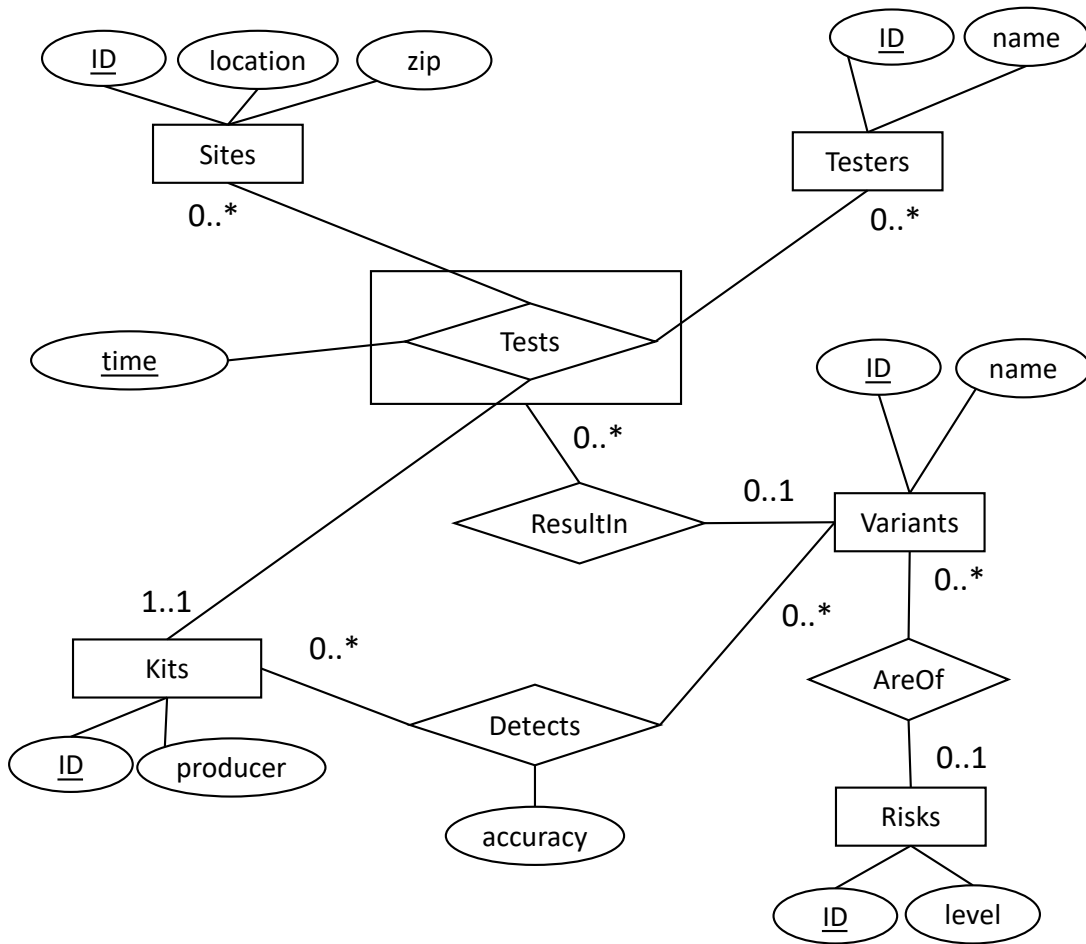 ID
location
zip
ID
name
Sites
Testers
0..*
0..*
Tests
time
ID
name
0..*
0..1
ResultIn
Variants
0..*
1..1
0..*
0..*
Kits
AreOf
Detects
ID
producer
0..1
accuracy
Risks
ID
level